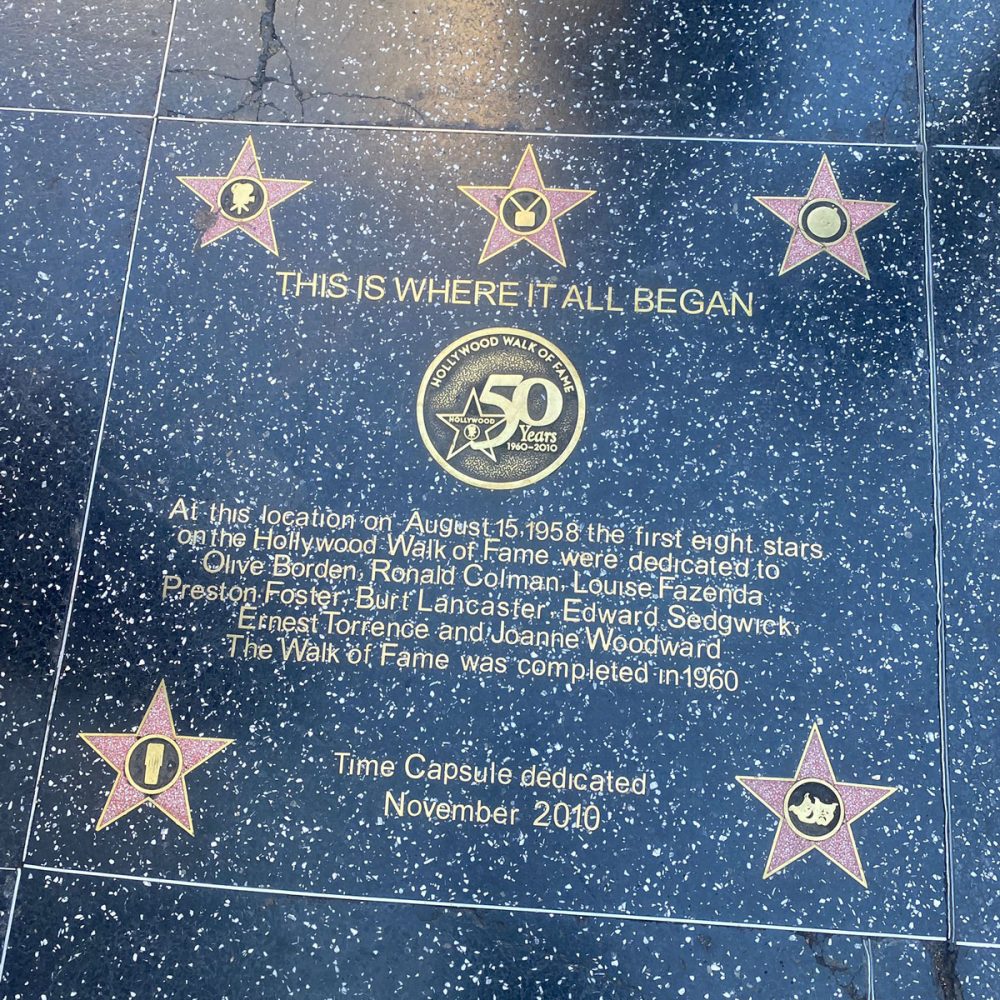 THIS IS WHERE IT ALL BEGAN
HOLLYWOOD WALK OF FAME
50
HOLLYWOOD
Years
1960-2010
At this location on August 15, 1958 the first eight stars
on the Hollywood Walk of Fame were dedicated to
Olive Borden, Ronald Colman, Louise Fazenda
Preston Foster, Burt Lancaster, Edward Sedgwick,
Ernest Torrence and Joanne Woodward
The Walk of Fame was completed in 1960
Time Capsule dedicated
November 2010